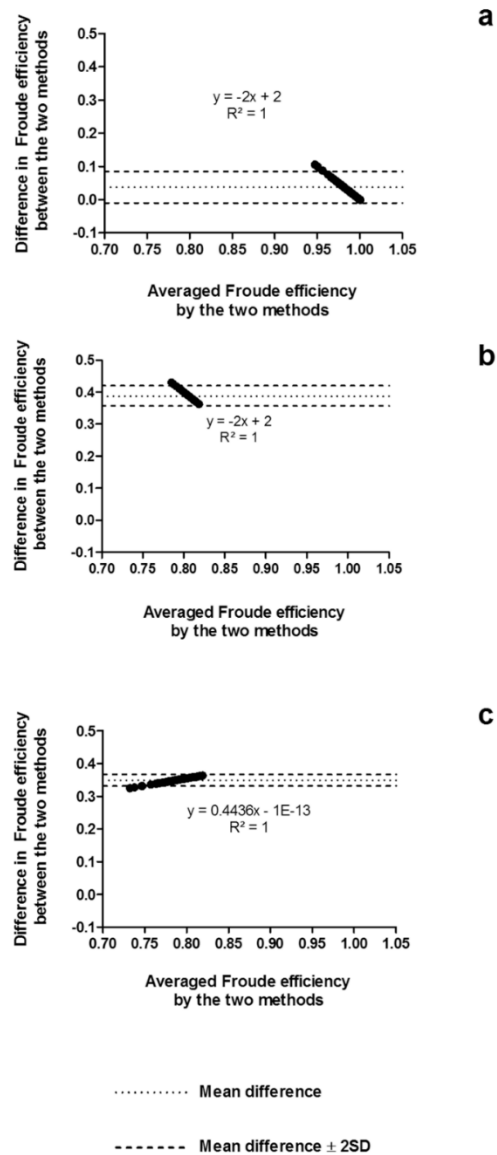 a
Difference in Froude efficiency
between the two methods
0.5
0.4
0.3
0.2
0.1
0.0
-0.1
y = -2x + 2
R² = 1
0.70
0.75
0.80
0.85
0.90
0.95
1.00
1.05
Averaged Froude efficiency
by the two methods
b
Difference in Froude efficiency
between the two methods
0.5
0.4
0.3
0.2
0.1
0.0
-0.1
y = -2x + 2
R² = 1
0.70
0.75
0.80
0.85
0.90
0.95
1.00
1.05
Averaged Froude efficiency
by the two methods
c
Difference in Froude efficiency
between the two methods
0.5
0.4
0.3
0.2
0.1
0.0
-0.1
y = 0.4436x - 1E-13
R² = 1
0.70
0.75
0.80
0.85
0.90
0.95
1.00
1.05
Averaged Froude efficiency
by the two methods
Mean difference
Mean difference ± 2SD